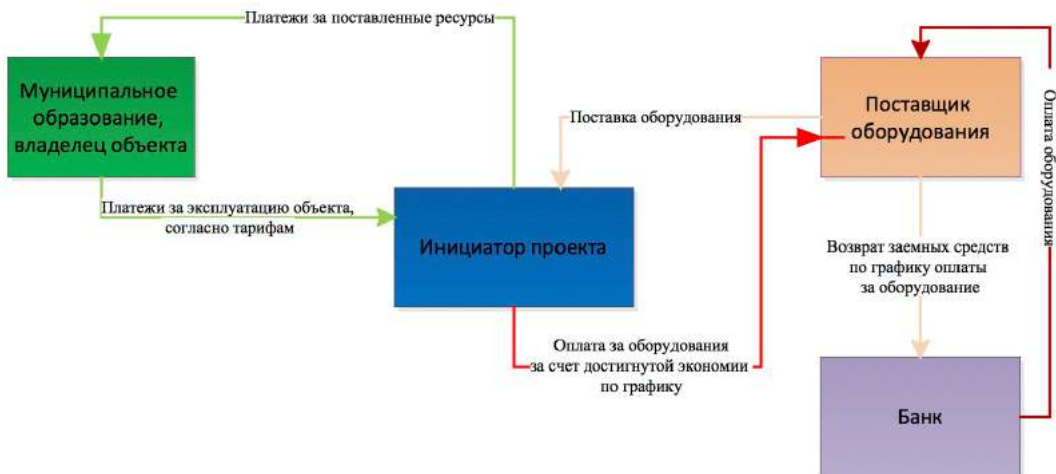 Платежи за поставленные ресурсы
Муниципальное
образование,
владелец объекта
Поставщик
оборудования
Оплата оборудования
Поставка оборудования
Платежи за эксплуатацию объекта,
согласно тарифам
Инициатор проекта
Возврат заемных средств
по графику оплаты
за оборудование
Оплата за оборудования
за счет достигнутой экономии
по графику
Банк